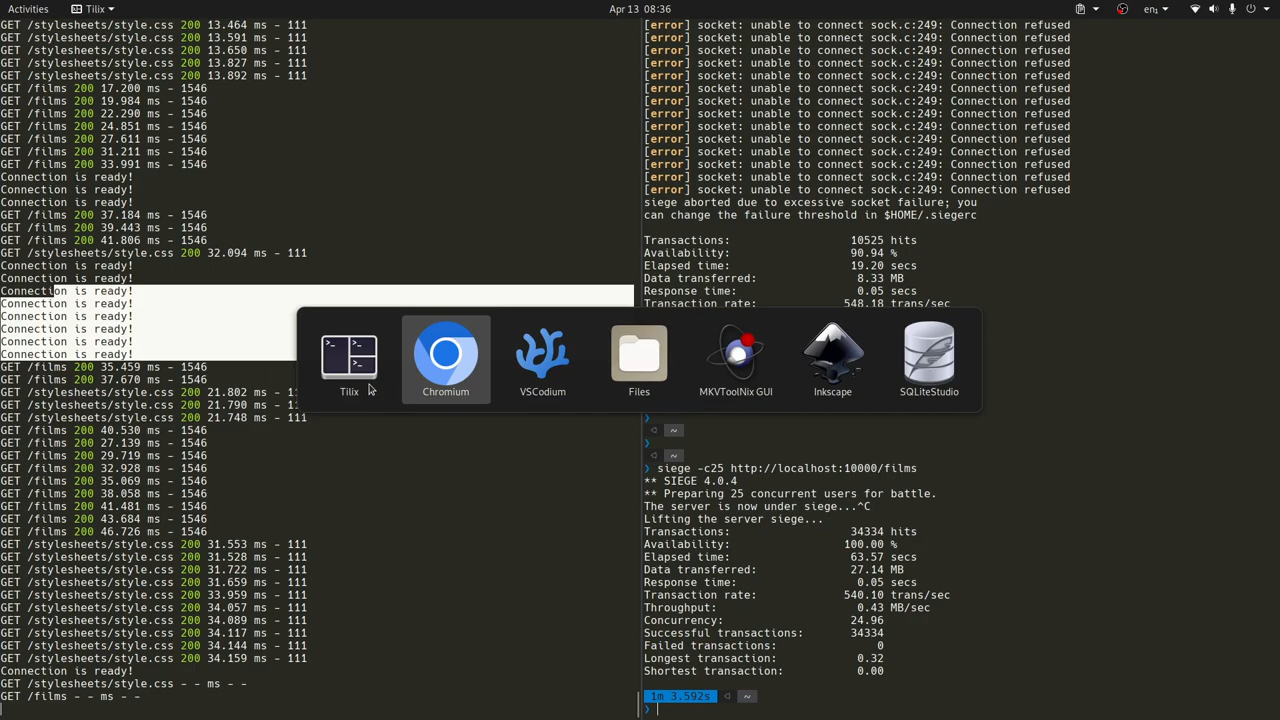 Activities
Tilix
Apr 13 08:36
en₁
GET /stylesheets/style.css 200 13.464 ms - 111
GET /stylesheets/style.css 200 13.591 ms - 111
GET /stylesheets/style.css 200 13.650 ms - 111
GET /stylesheets/style.css 200 13.827 ms - 111
GET /stylesheets/style.css 200 13.892 ms - 111
GET /films 200 17.200 ms - 1546
GET /films 200 19.984 ms - 1546
GET /films 200 22.290 ms - 1546
GET /films 200 24.851 ms - 1546
GET /films 200 27.611 ms - 1546
GET /films 200 31.211 ms - 1546
GET /films 200 33.991 ms - 1546
Connection is ready!
Connection is ready!
Connection is ready!
GET /films 200 37.184 ms - 1546
GET /films 200 39.443 ms - 1546
GET /films 200 41.806 ms - 1546
GET /stylesheets/style.css 200 32.094 ms - 111
Connection is ready!
Connection is ready!
Connection is ready!
Connection is ready!
Connection is ready!
Connection is ready!
Connection is ready!
Connection is ready!
GET /films 200 35.459 ms - 1546
GET /films 200 37.670 ms - 1546
GET /stylesheets/style.css 200 21.802 ms - 11
GET /stylesheets/style.css 200 21.790 ms - 111
GET /stylesheets/style.css 200 21.748 ms - 111
GET /films 200 40.530 ms - 1546
GET /films 200 27.139 ms - 1546
GET /films 200 29.719 ms - 1546
GET /films 200 32.928 ms - 1546
GET /films 200 35.069 ms - 1546
GET /films 200 38.058 ms - 1546
GET /films 200 41.481 ms - 1546
GET /films 200 43.684 ms - 1546
GET /films 200 46.726 ms - 1546
GET /stylesheets/style.css 200 31.553 ms - 111
GET /stylesheets/style.css 200 31.528 ms - 111
GET /stylesheets/style.css 200 31.722 ms - 111
GET /stylesheets/style.css 200 31.659 ms - 111
GET /stylesheets/style.css 200 33.959 ms - 111
GET /stylesheets/style.css 200 34.057 ms - 111
GET /stylesheets/style.css 200 34.089 ms - 111
GET /stylesheets/style.css 200 34.117 ms - 111
GET /stylesheets/style.css 200 34.144 ms - 111
GET /stylesheets/style.css 200 34.159 ms - 111
Connection is ready!
GET /stylesheets/style.css - - ms - -
GET /films - - ms - -
[error] socket: unable to connect sock.c:249: Connection refused
[error] socket: unable to connect sock.c:249: Connection refused
[error] socket: unable to connect sock.c:249: Connection refused
[error] socket: unable to connect sock.c:249: Connection refused
[error] socket: unable to connect sock.c:249: Connection refused
[error] socket: unable to connect sock.c:249: Connection refused
[error] socket: unable to connect sock.c:249: Connection refused
[error] socket: unable to connect sock.c:249: Connection refused
[error] socket: unable to connect sock.c:249: Connection refused
[error] socket: unable to connect sock.c:249: Connection refused
[error] socket: unable to connect sock.c:249: Connection refused
[error] socket: unable to connect sock.c:249: Connection refused
[error] socket: unable to connect sock.c:249: Connection refused
[error] socket: unable to connect sock.c:249: Connection refused
siege aborted due to excessive socket failure; you
can change the failure threshold in $HOME/.siegerc
Transactions: 10525 hits
Availability: 90.94 %
Elapsed time: 19.20 secs
Data transferred: 8.33 MB
Response time: 0.05 secs
Transaction rate: 548.18 trans/sec
Tilix
Chromium
VSCodium
Files
MKVToolNix GUI
Inkscape
SQLiteStudio
❯
~
❯
~
❯ siege -c25 http://localhost:10000/films
** SIEGE 4.0.4
** Preparing 25 concurrent users for battle.
The server is now under siege...^C
Lifting the server siege...
Transactions: 34334 hits
Availability: 100.00 %
Elapsed time: 63.57 secs
Data transferred: 27.14 MB
Response time: 0.05 secs
Transaction rate: 540.10 trans/sec
Throughput: 0.43 MB/sec
Concurrency: 24.96
Successful transactions: 34334
Failed transactions: 0
Longest transaction: 0.32
Shortest transaction: 0.00
1m 3.592s ~
❯